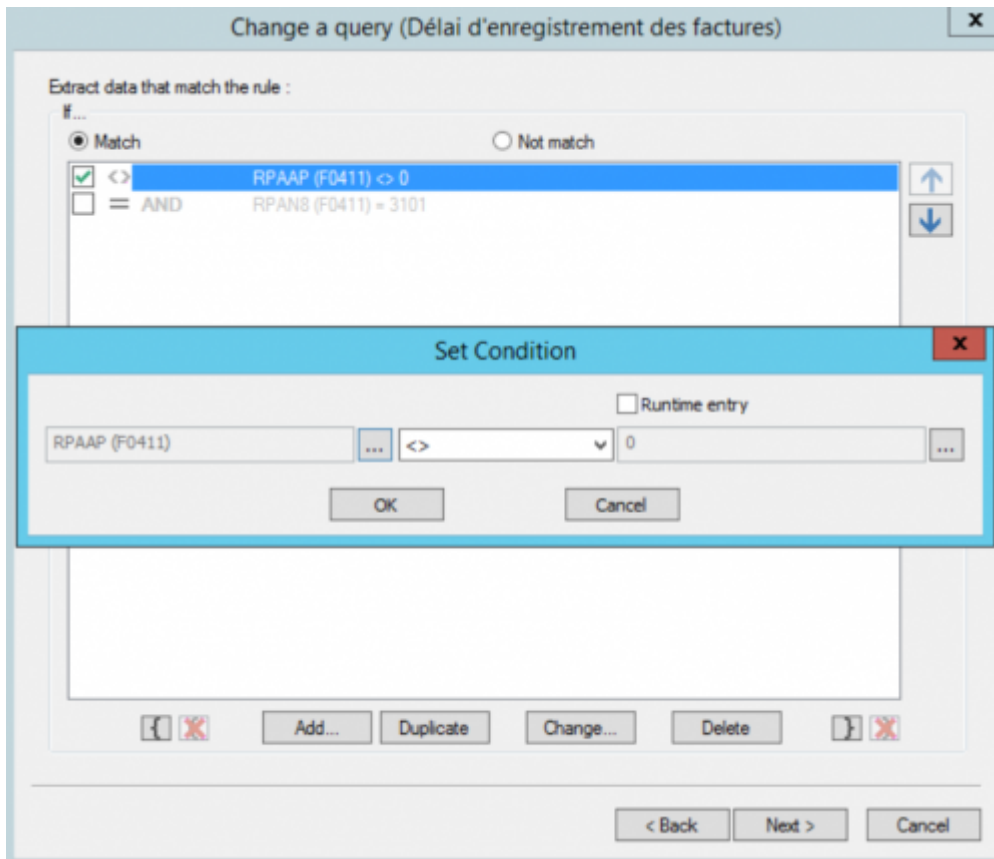 Change a query (Délai d'enregistrement des factures)
x
Extract data that match the rule :
If...
Match Not match
<> RPAAP (F0411) <> 0
= AND RPAN8 (F0411) = 3101
Set Condition
x
Runtime entry
RPAAP (F0411) ... <> 0 ...
OK Cancel
{ Add... Duplicate Change... Delete }
< Back Next > Cancel